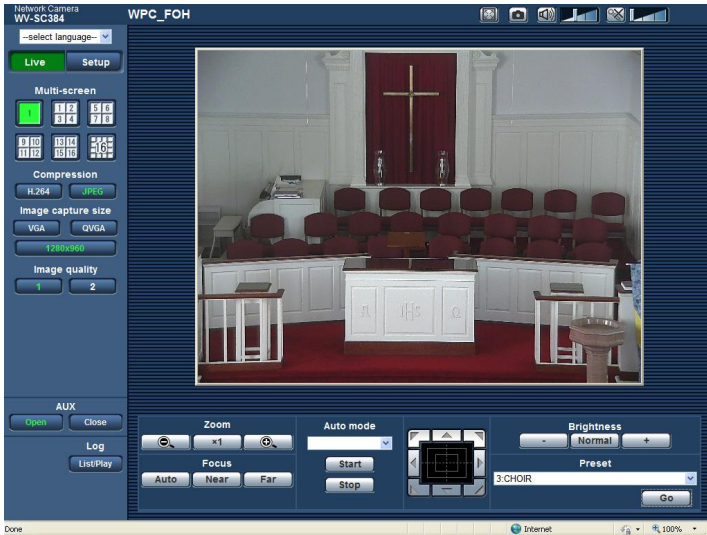 Network Camera
WV-SC384
WPC_FOH
--select language--
Live Setup
Multi-screen
1
1 2
3 4
5 6
7 8
9 10
11 12
13 14
15 16
16
Compression
H.264 JPEG
Image capture size
VGA QVGA
1280x960
Image quality
1 2
AUX
Open Close
Log
List/Play
Zoom
×1
Focus
Auto Near Far
Auto mode
Start
Stop
Brightness
- Normal +
Preset
3:CHOIR
Go
IHS
Done Internet 100%